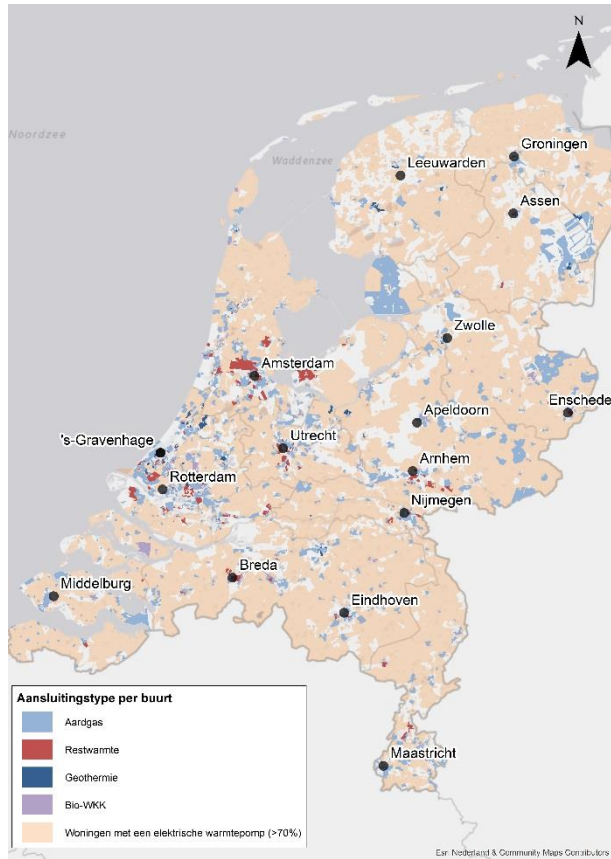 N
Noordzee
Waddenzee
Groningen
Leeuwarden
Assen
Zwolle
Amsterdam
Enschede
Apeldoorn
's-Gravenhage
Utrecht
Arnhem
Rotterdam
Nijmegen
Breda
Middelburg
Eindhoven
Maastricht
Aansluitingstype per buurt
Aardgas
Restwarmte
Geothermie
Bio-WKK
Woningen met een elektrische warmtepomp (>70%)
Esri Nederland & Community Maps Contributors